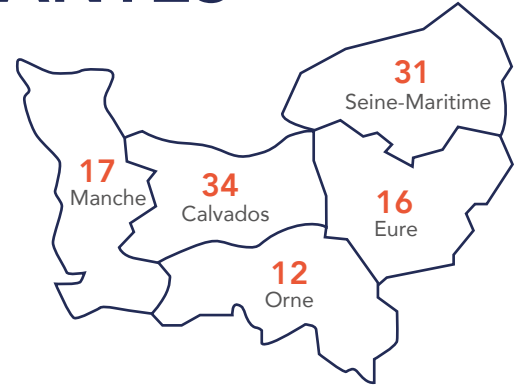 31
Seine-Maritime
17
Manche
34
Calvados
16
Eure
12
Orne